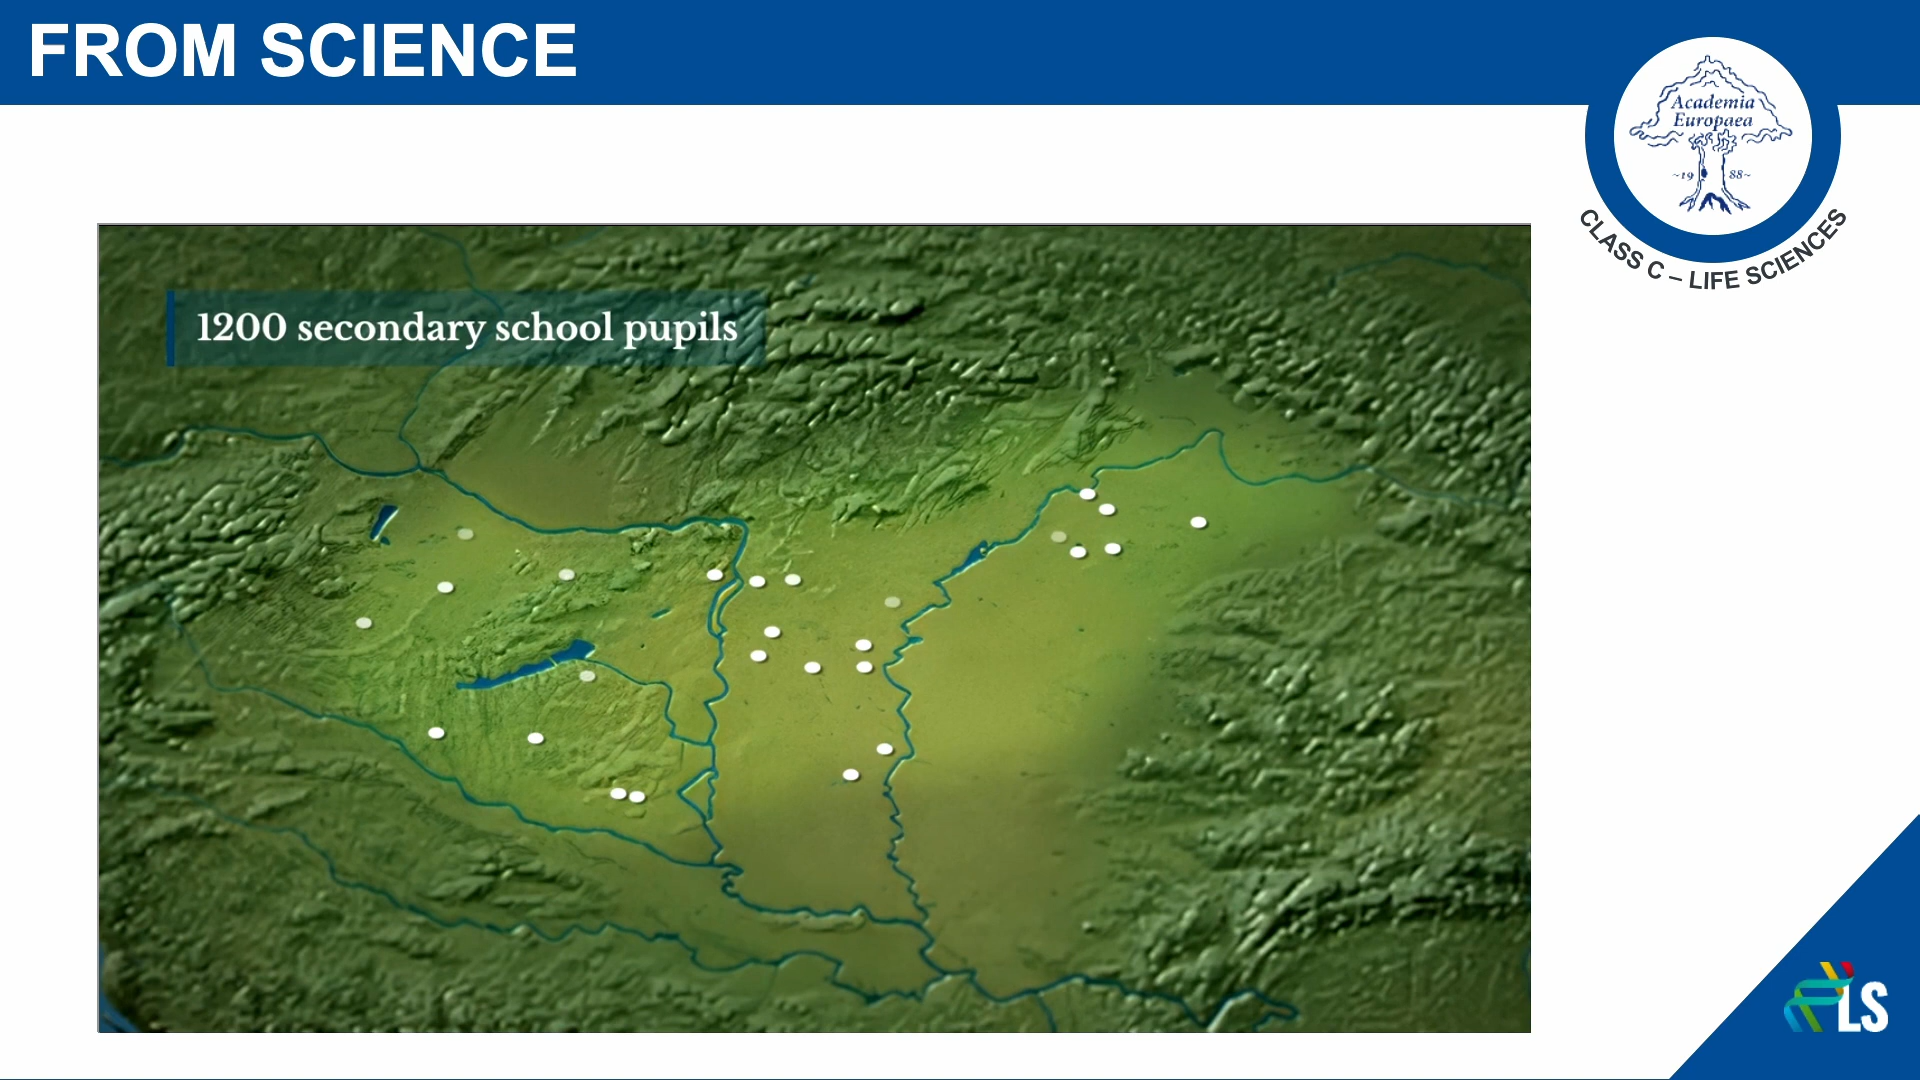 FROM SCIENCE
Academia
Europaea
~19 88~
CLASS C – LIFE SCIENCES
1200 secondary school pupils
LS